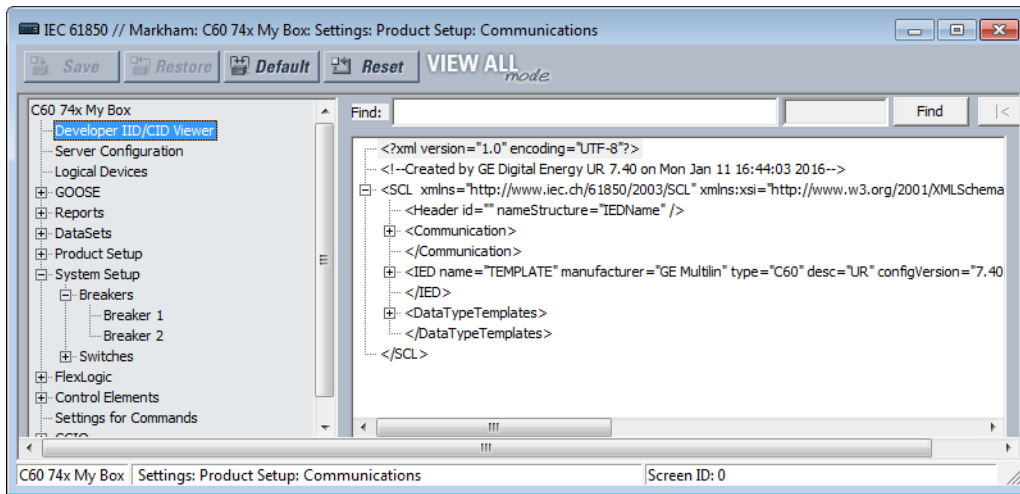 IEC 61850 // Markham: C60 74x My Box: Settings: Product Setup: Communications
Save Restore Default Reset VIEW ALL mode
C60 74x My Box
Developer IID/CID Viewer
Server Configuration
Logical Devices
GOOSE
Reports
DataSets
Product Setup
System Setup
Breakers
Breaker 1
Breaker 2
Switches
FlexLogic
Control Elements
Settings for Commands
Find: Find |<
<?xml version="1.0" encoding="UTF-8"?>
<!--Created by GE Digital Energy UR 7.40 on Mon Jan 11 16:44:03 2016-->
<SCL xmlns="http://www.iec.ch/61850/2003/SCL" xmlns:xsi="http://www.w3.org/2001/XMLSchema
<Header id="" nameStructure="IEDName" />
<Communication>
</Communication>
<IED name="TEMPLATE" manufacturer="GE Multilin" type="C60" desc="UR" configVersion="7.40
</IED>
<DataTypeTemplates>
</DataTypeTemplates>
</SCL>
C60 74x My Box Settings: Product Setup: Communications Screen ID: 0